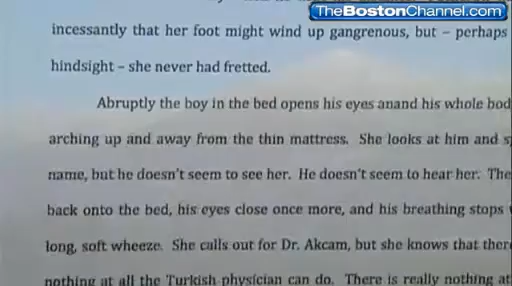 TheBostonChannel.com
incessantly that her foot might wind up gangrenous, but – perhaps
hindsight – she never had fretted.
Abruptly the boy in the bed opens his eyes anand his whole bod
arching up and away from the thin mattress. She looks at him and s
name, but he doesn't seem to see her. He doesn't seem to hear her. The
back onto the bed, his eyes close once more, and his breathing stops
long, soft wheeze. She calls out for Dr. Akcam, but she knows that ther
nothing at all the Turkish physician can do. There is really nothing at